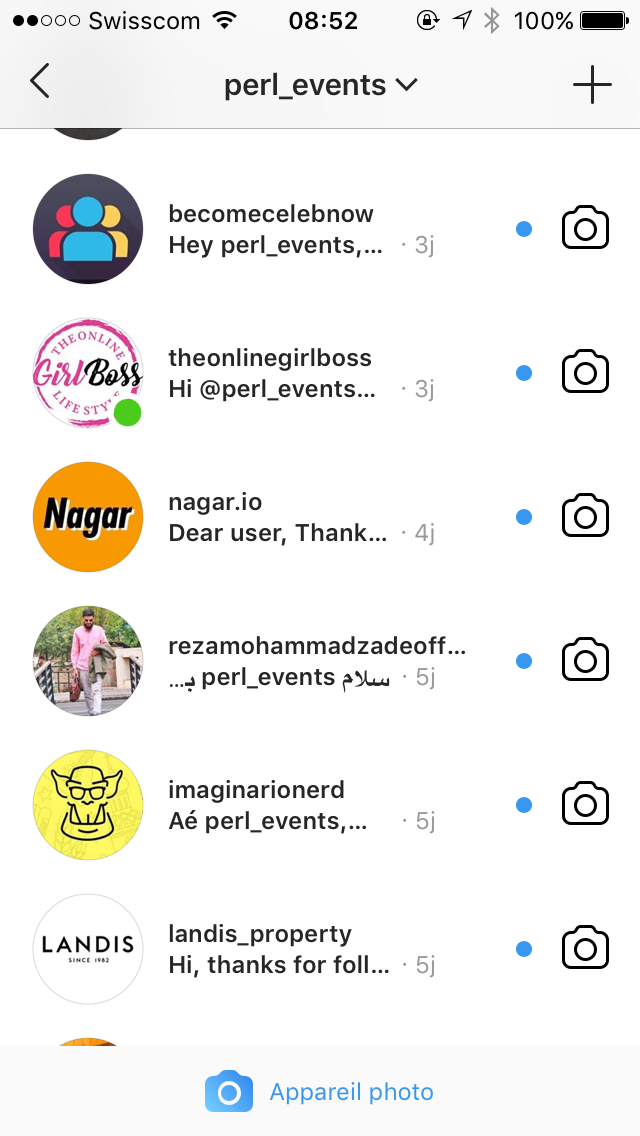 Swisscom 08:52 100%
perl_events
becomecelebnow
Hey perl_events,... · 3j
THE ONLINE
GirlBoss
LIFESTY
theonlinegirlboss
Hi @perl_events... · 3j
Nagar
nagar.io
Dear user, Thank... · 4j
rezamohammadzadeoff...
سلام perl_events بـ... · 5j
imaginarionerd
Aé perl_events,... · 5j
LANDIS
SINCE 1982
landis_property
Hi, thanks for foll... · 5j
Appareil photo